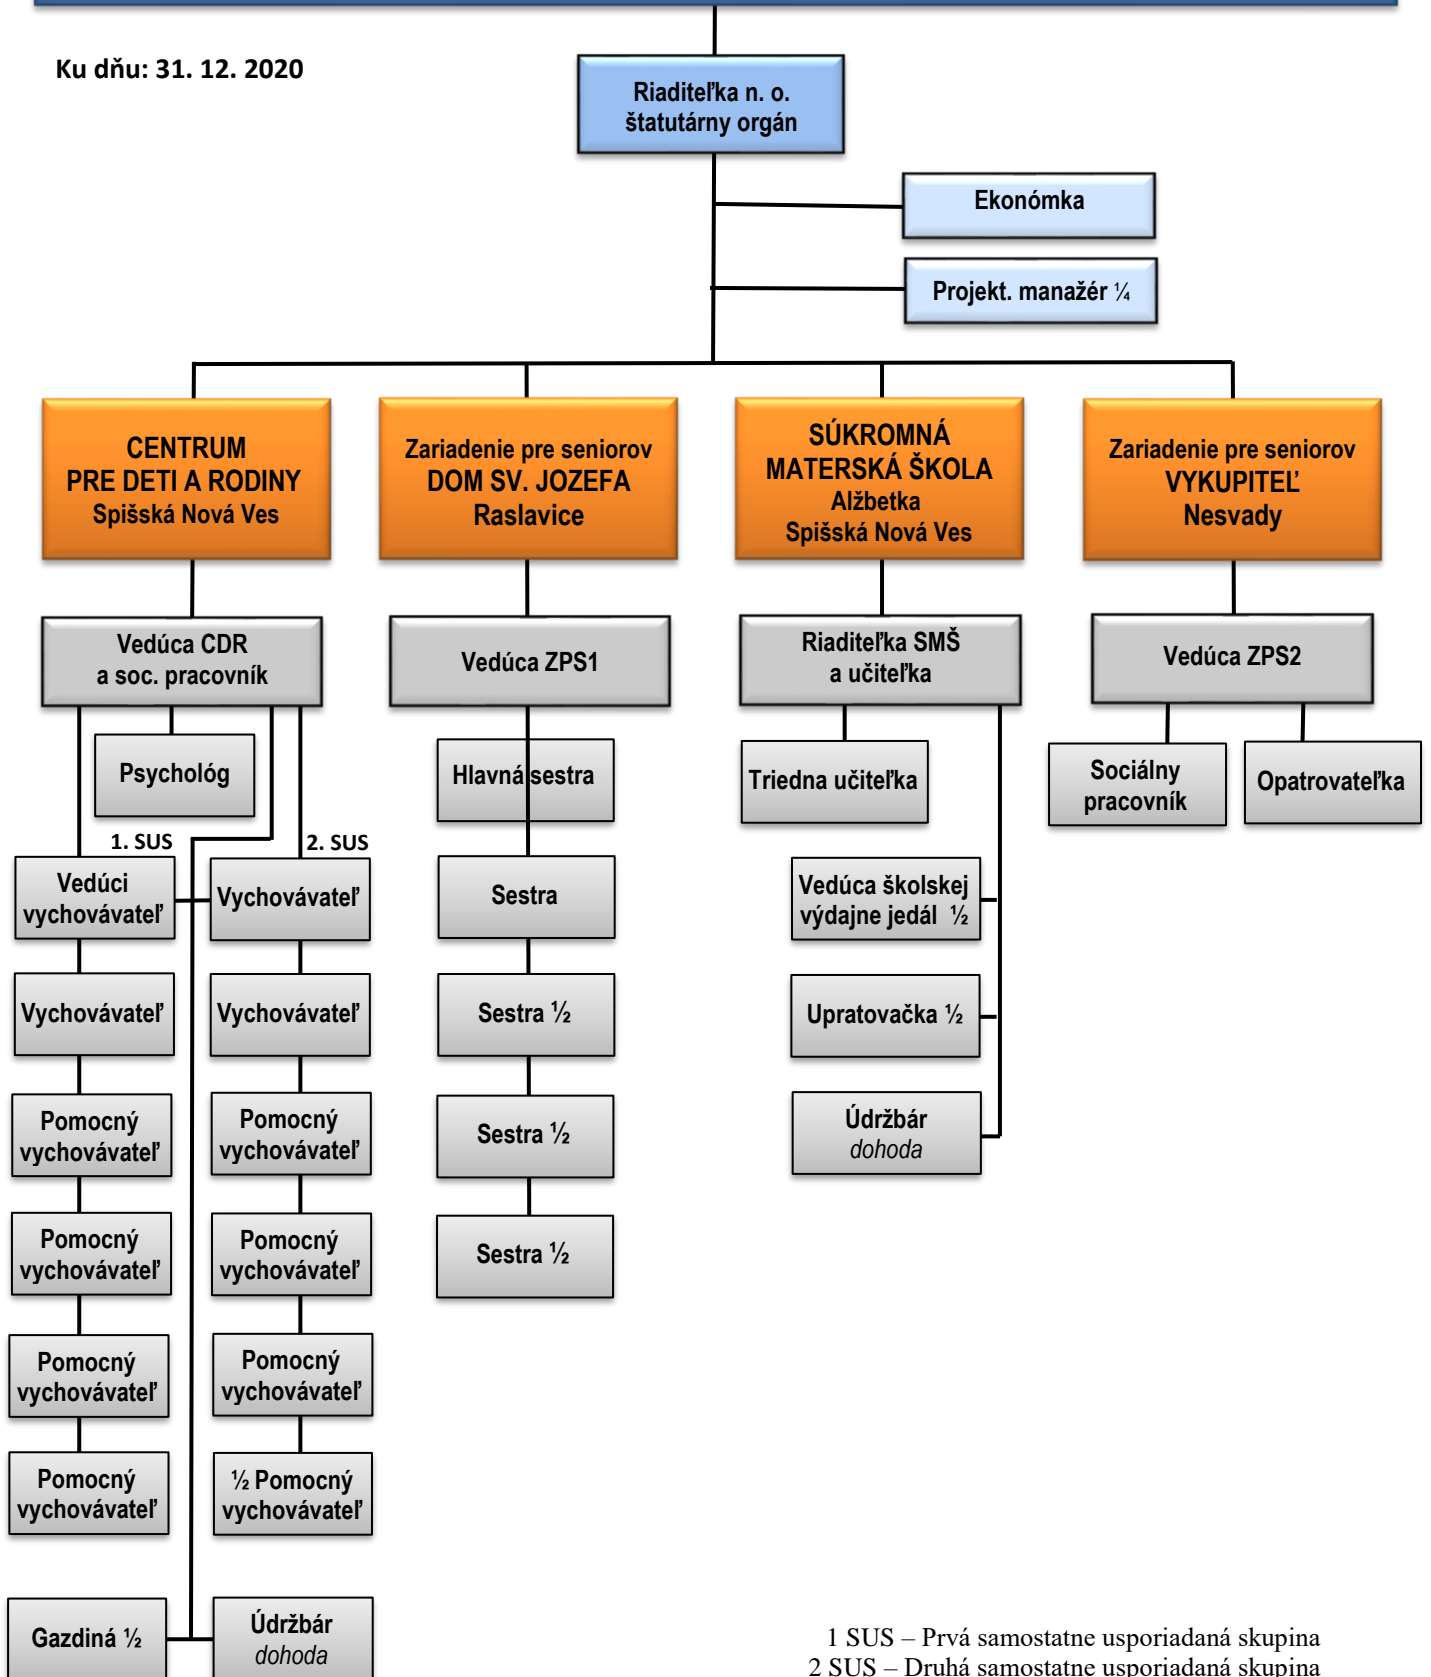 Ku dňu: 31. 12. 2020
Riaditeľka n. o.
štatutárny orgán
Ekonómka
Projekt. manažér ¼
CENTRUM
PRE DETI A RODINY
Spišská Nová Ves
Zariadenie pre seniorov
DOM SV. JOZEFA
Raslavice
SÚKROMNÁ
MATERSKÁ ŠKOLA
Alžbetka
Spišská Nová Ves
Zariadenie pre seniorov
VYKUPITEĽ
Nesvady
Vedúca CDR
a soc. pracovník
Vedúca ZPS1
Riaditeľka SMŠ
a učiteľka
Vedúca ZPS2
Psychológ
Hlavná sestra
Triedna učiteľka
Sociálny
pracovník
Opatrovateľka
1. SUS
2. SUS
Vedúci
vychovávateľ
Vychovávateľ
Sestra
Vedúca školskej
výdajne jedál ½
Vychovávateľ
Vychovávateľ
Sestra ½
Upratovačka ½
Pomocný
vychovávateľ
Pomocný
vychovávateľ
Sestra ½
Údržbár
dohoda
Pomocný
vychovávateľ
Pomocný
vychovávateľ
Sestra ½
Pomocný
vychovávateľ
Pomocný
vychovávateľ
Pomocný
vychovávateľ
½ Pomocný
vychovávateľ
Gazdiná ½
Údržbár
dohoda
1 SUS – Prvá samostatne usporiadaná skupina
2 SUS – Druhá samostatne usporiadaná skupina